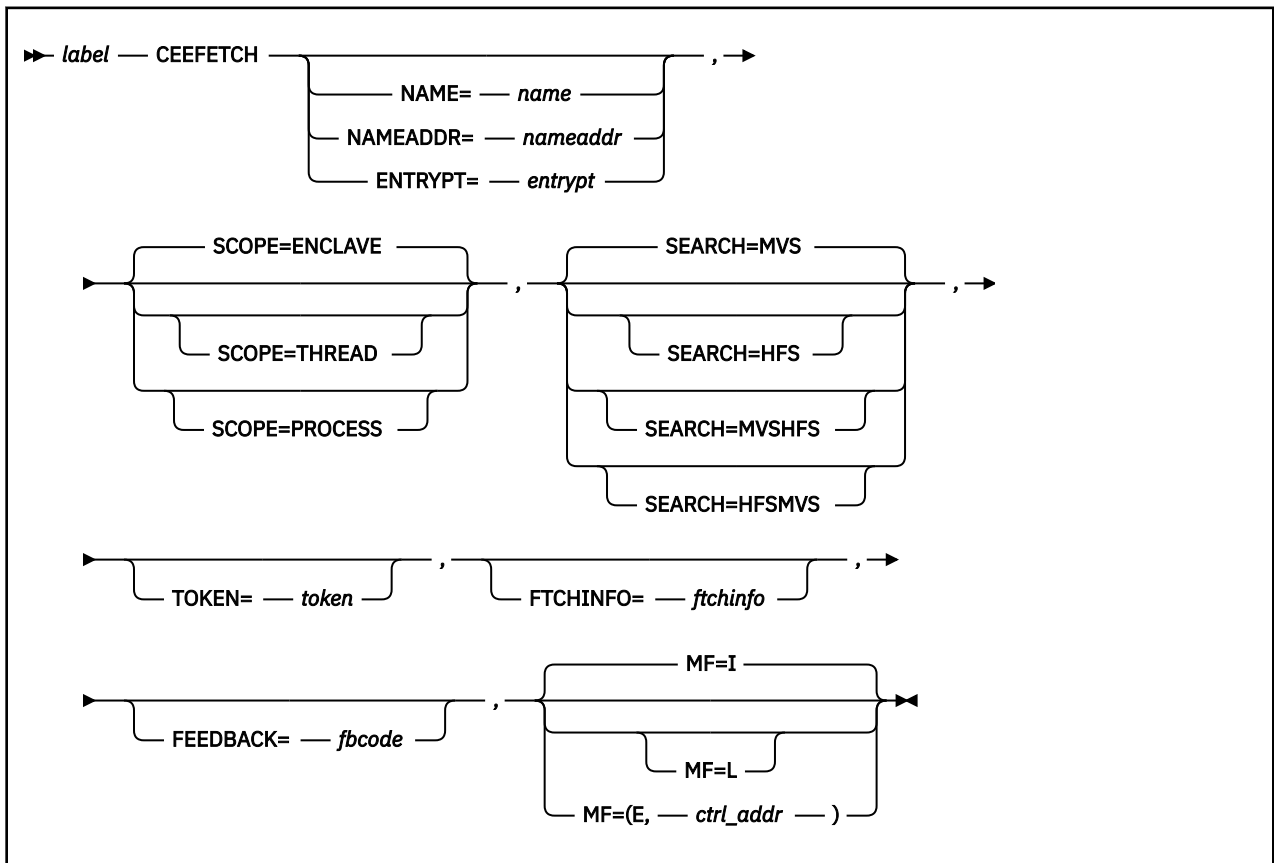 label CEEFETCH ,
NAME= name
NAMEADDR= nameaddr
ENTRYPT= entrypt
SCOPE=ENCLAVE SEARCH=MVS
, ,
SCOPE=THREAD SEARCH=HFS
SCOPE=PROCESS SEARCH=MVSHFS
SEARCH=HFSMVS
, ,
TOKEN= token FTCHINFO= ftchinfo
MF=I
,
FEEDBACK= fbcode
MF=L
MF=(E, ctrl_addr )